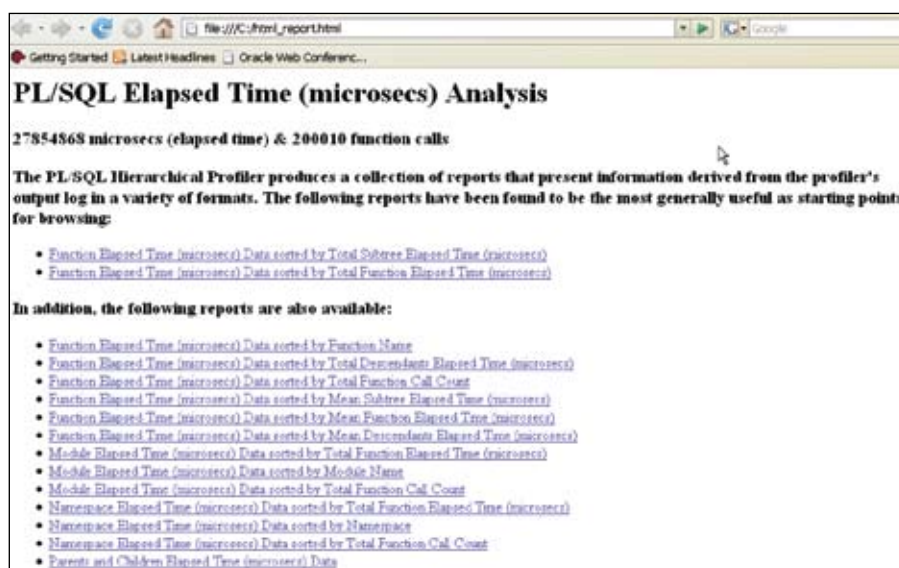 file:///C:/html_report.html
Google
Getting Started Latest Headlines Oracle Web Conferenc...
PL/SQL Elapsed Time (microsecs) Analysis
27854868 microsecs (elapsed time) & 200010 function calls
The PL/SQL Hierarchical Profiler produces a collection of reports that present information derived from the profiler's
output log in a variety of formats. The following reports have been found to be the most generally useful as starting points
for browsing:
• Function Elapsed Time (microsecs) Data sorted by Total Subtree Elapsed Time (microsecs)
• Function Elapsed Time (microsecs) Data sorted by Total Function Elapsed Time (microsecs)
In addition, the following reports are also available:
• Function Elapsed Time (microsecs) Data sorted by Function Name
• Function Elapsed Time (microsecs) Data sorted by Total Descendants Elapsed Time (microsecs)
• Function Elapsed Time (microsecs) Data sorted by Total Function Call Count
• Function Elapsed Time (microsecs) Data sorted by Mean Subtree Elapsed Time (microsecs)
• Function Elapsed Time (microsecs) Data sorted by Mean Function Elapsed Time (microsecs)
• Function Elapsed Time (microsecs) Data sorted by Mean Descendants Elapsed Time (microsecs)
• Module Elapsed Time (microsecs) Data sorted by Total Function Elapsed Time (microsecs)
• Module Elapsed Time (microsecs) Data sorted by Module Name
• Module Elapsed Time (microsecs) Data sorted by Total Function Call Count
• Namespace Elapsed Time (microsecs) Data sorted by Total Function Elapsed Time (microsecs)
• Namespace Elapsed Time (microsecs) Data sorted by Namespace
• Namespace Elapsed Time (microsecs) Data sorted by Total Function Call Count
• Parents and Children Elapsed Time (microsecs) Data